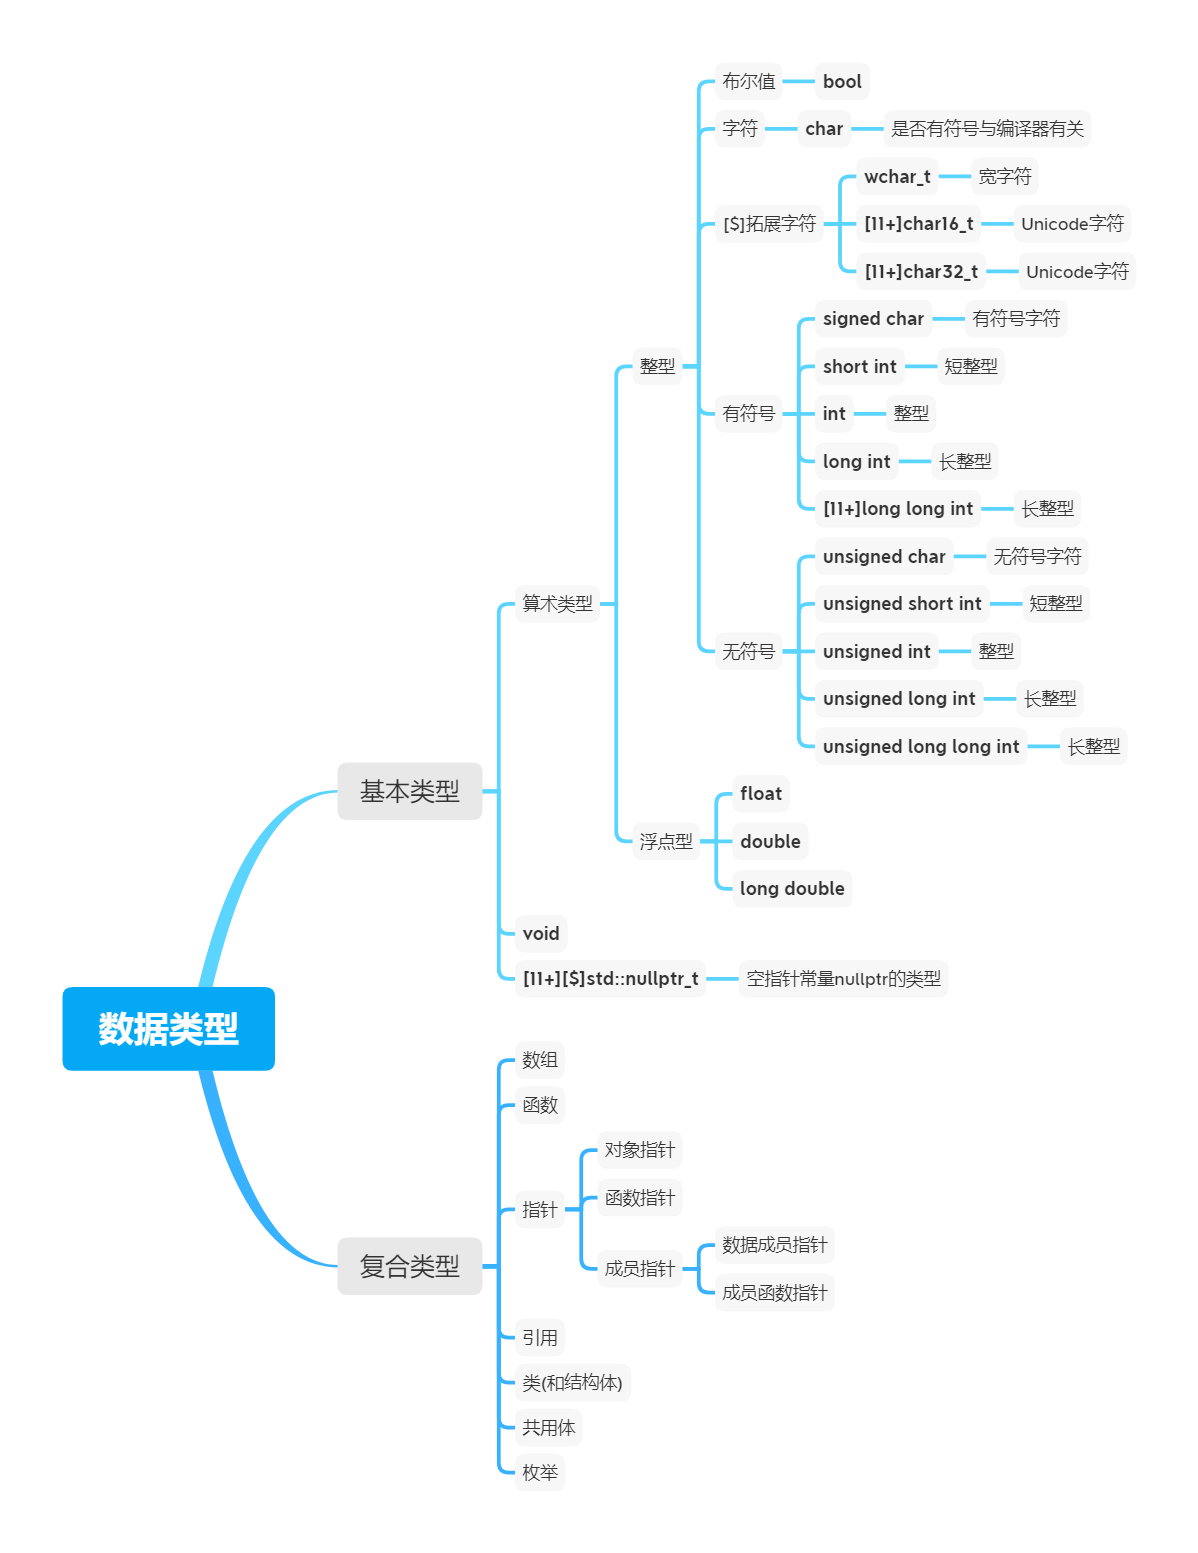 布尔值
bool
字符
char
是否有符号与编译器有关
wchar_t
宽字符
[$]拓展字符
[11+]char16_t
Unicode字符
[11+]char32_t
Unicode字符
signed char
有符号字符
整型
short int
短整型
有符号
int
整型
long int
长整型
[11+]long long int
长整型
unsigned char
无符号字符
算术类型
unsigned short int
短整型
无符号
unsigned int
整型
unsigned long int
长整型
unsigned long long int
长整型
基本类型
float
浮点型
double
long double
void
[11+][$]std::nullptr_t
空指针常量nullptr的类型
数据类型
数组
函数
对象指针
函数指针
指针
数据成员指针
成员指针
成员函数指针
复合类型
引用
类(和结构体)
共用体
枚举